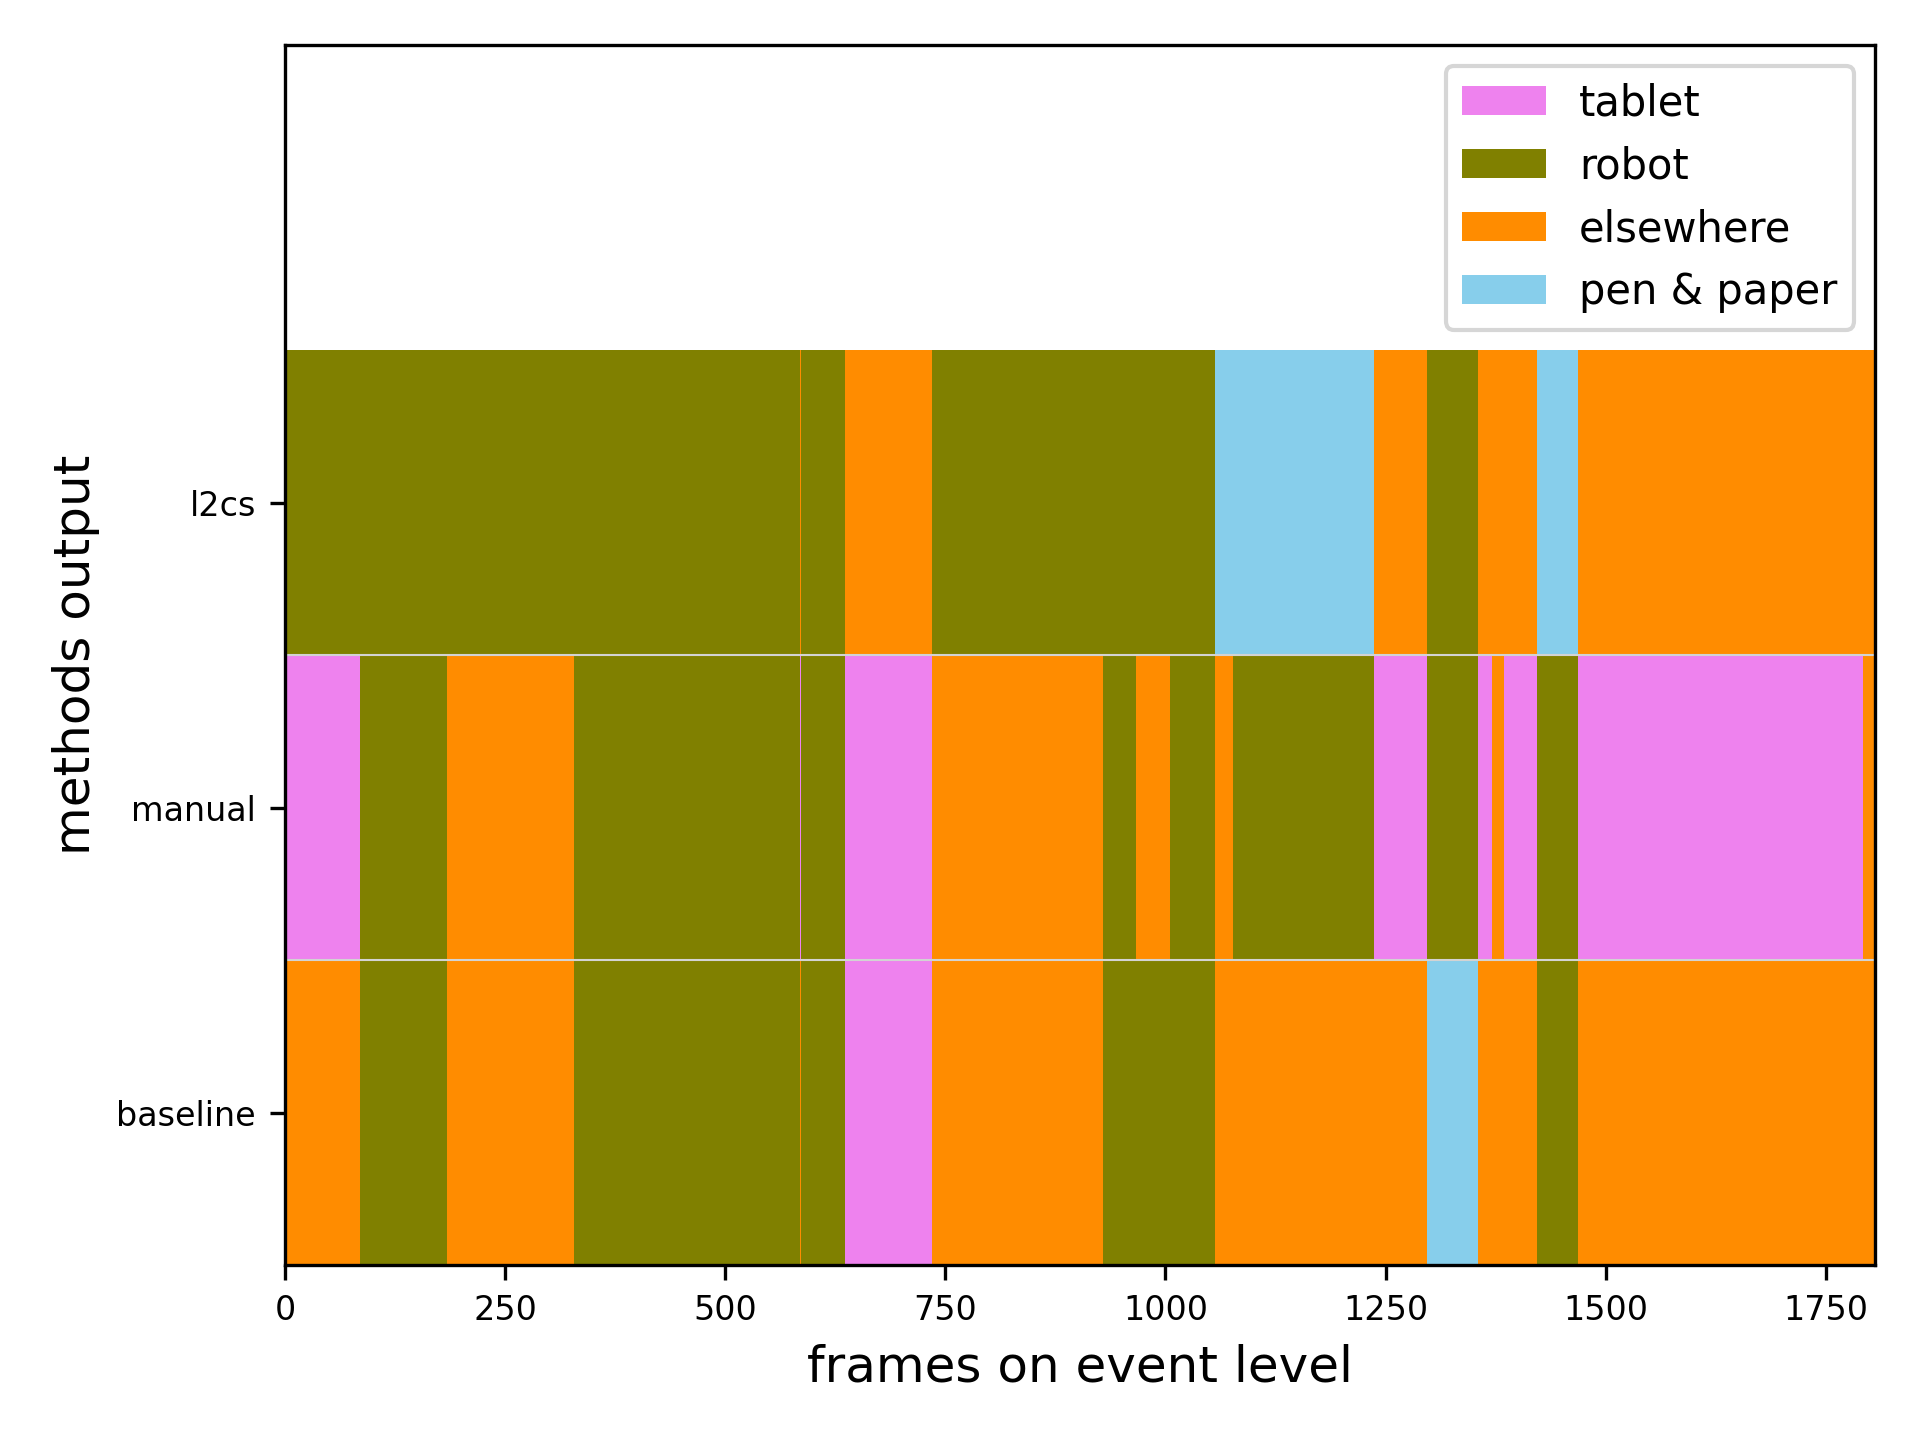 tablet
robot
elsewhere
pen & paper
methods output
l2cs
manual
baseline
0 250 500 750 1000 1250 1500 1750
frames on event level